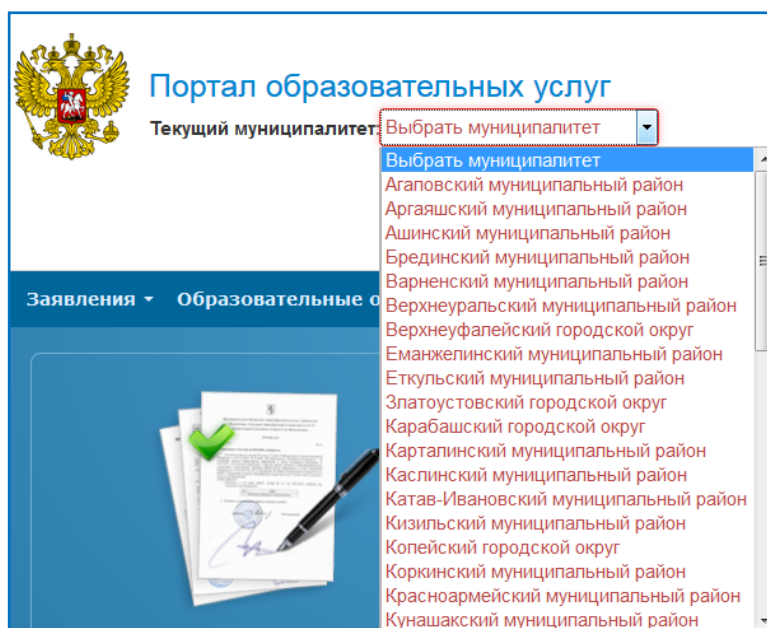 Портал образовательных услуг
Текущий муниципалитет:
Выбрать муниципалитет
Выбрать муниципалитет
Агаповский муниципальный район
Аргаяшский муниципальный район
Ашинский муниципальный район
Брединский муниципальный район
Варненский муниципальный район
Верхнеуральский муниципальный район
Верхнеуфалейский городской округ
Еманжелинский муниципальный район
Еткульский муниципальный район
Златоустовский городской округ
Карабашский городской округ
Карталинский муниципальный район
Каслинский муниципальный район
Катав-Ивановский муниципальный район
Кизильский муниципальный район
Копейский городской округ
Коркинский муниципальный район
Красноармейский муниципальный район
Кунашакский муниципальный район
Заявления
Образовательные о